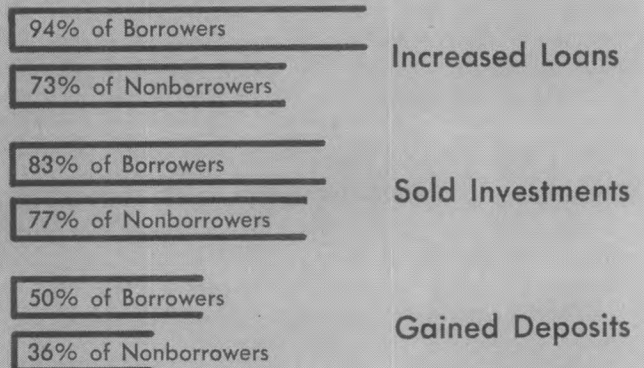 94% of Borrowers
Increased Loans
73% of Nonborrowers
83% of Borrowers
Sold Investments
77% of Nonborrowers
50% of Borrowers
Gained Deposits
36% of Nonborrowers